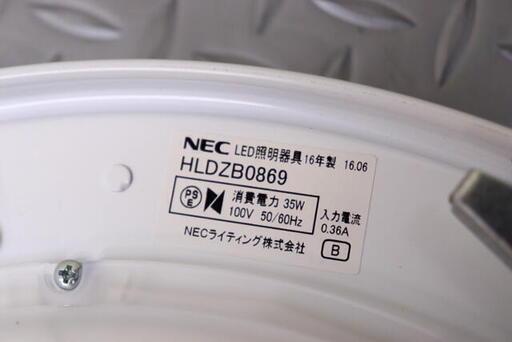 NEC LED照明器具 16年製 16.06
HLDZB0869
PS
E
消費電力 35W
100V 50/60Hz
入力電流
0.36A
NECライティング株式会社
B